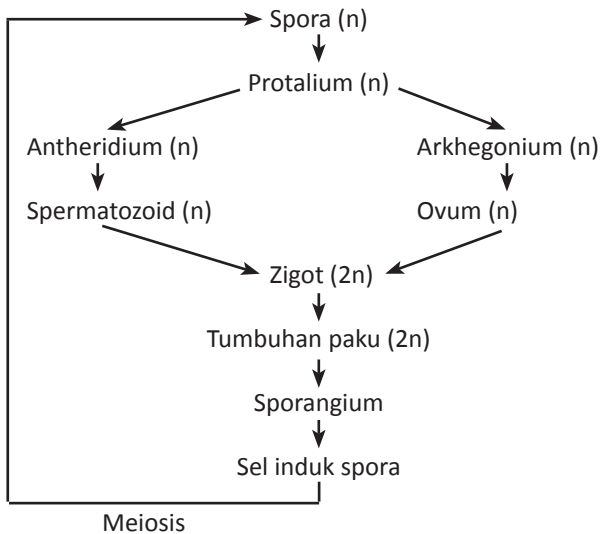 Spora (n)
Protalium (n)
Antheridium (n)
Arkhegonium (n)
Spermatozoid (n)
Ovum (n)
Zigot (2n)
Tumbuhan paku (2n)
Sporangium
Sel induk spora
Meiosis